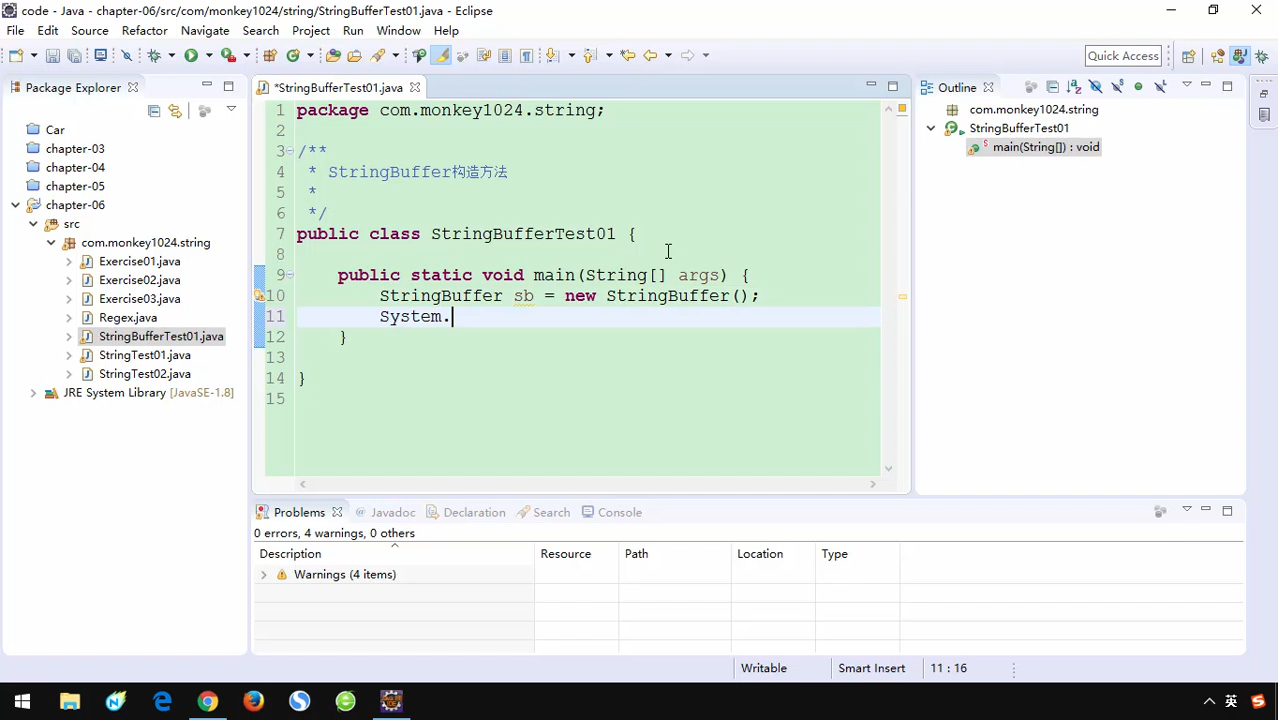 code - Java - chapter-06/src/com/monkey1024/string/StringBufferTest01.java - Eclipse
File Edit Source Refactor Navigate Search Project Run Window Help
Quick Access
Package Explorer
Car
chapter-03
chapter-04
chapter-05
chapter-06
src
com.monkey1024.string
Exercise01.java
Exercise02.java
Exercise03.java
Regex.java
StringBufferTest01.java
StringTest01.java
StringTest02.java
JRE System Library [JavaSE-1.8]
*StringBufferTest01.java
1 package com.monkey1024.string;
2
3 /**
4 * StringBuffer构造方法
5 *
6 */
7 public class StringBufferTest01 {
8
9 public static void main(String[] args) {
10 StringBuffer sb = new StringBuffer();
11 System.
12 }
13
14 }
15
Outline
com.monkey1024.string
StringBufferTest01
main(String[]) : void
Problems @ Javadoc Declaration Search Console
0 errors, 4 warnings, 0 others
Description Resource Path Location Type
Warnings (4 items)
Writable Smart Insert 11 : 16
英